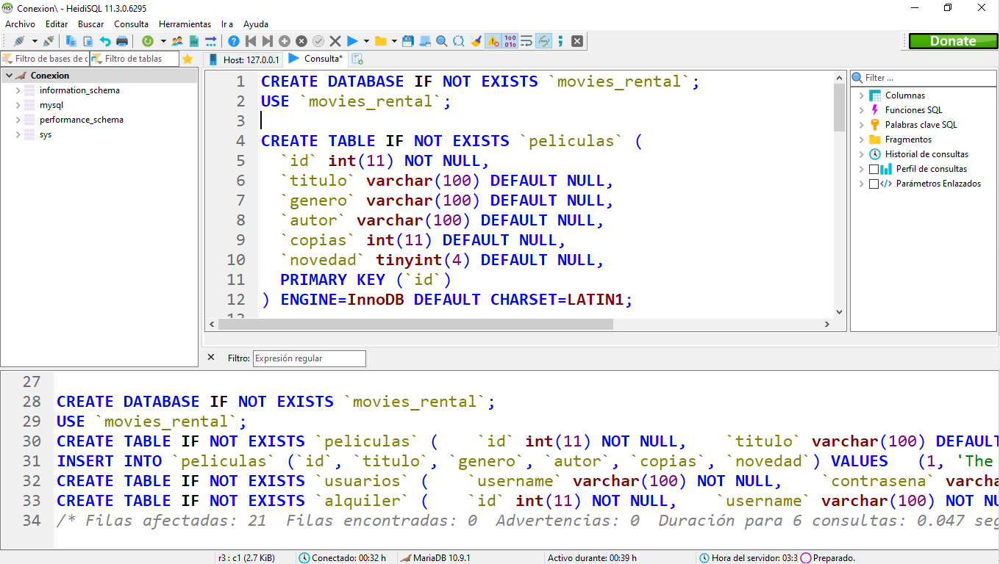 Conexion\ - HeidiSQL 11.3.0.6295
Archivo Editar Buscar Consulta Herramientas Ir a Ayuda
Donate
Filtro de bases de d Filtro de tablas
Host: 127.0.0.1 Consulta*
Conexion
information_schema
mysql
performance_schema
sys
1 CREATE DATABASE IF NOT EXISTS `movies_rental`;
2 USE `movies_rental`;
3
4 CREATE TABLE IF NOT EXISTS `peliculas` (
5 `id` int(11) NOT NULL,
6 `titulo` varchar(100) DEFAULT NULL,
7 `genero` varchar(100) DEFAULT NULL,
8 `autor` varchar(100) DEFAULT NULL,
9 `copias` int(11) DEFAULT NULL,
10 `novedad` tinyint(4) DEFAULT NULL,
11 PRIMARY KEY (`id`)
12 ) ENGINE=InnoDB DEFAULT CHARSET=LATIN1;
Filter ...
Columnas
Funciones SQL
Palabras clave SQL
Fragmentos
Historial de consultas
Perfil de consultas
Parámetros Enlazados
Filtro: Expresión regular
27
28 CREATE DATABASE IF NOT EXISTS `movies_rental`;
29 USE `movies_rental`;
30 CREATE TABLE IF NOT EXISTS `peliculas` ( `id` int(11) NOT NULL, `titulo` varchar(100) DEFAULT
31 INSERT INTO `peliculas` (`id`, `titulo`, `genero`, `autor`, `copias`, `novedad`) VALUES (1, 'The
32 CREATE TABLE IF NOT EXISTS `usuarios` ( `username` varchar(100) NOT NULL, `contrasena` varcha
33 CREATE TABLE IF NOT EXISTS `alquiler` ( `id` int(11) NOT NULL, `username` varchar(100) NOT NU
34 /* Filas afectadas: 21 Filas encontradas: 0 Advertencias: 0 Duración para 6 consultas: 0.047 seg
r3 : c1 (2.7 KiB) Conectado: 00:32 h MariaDB 10.9.1 Activo durante: 00:39 h Hora del servidor: 03:3 Preparado.